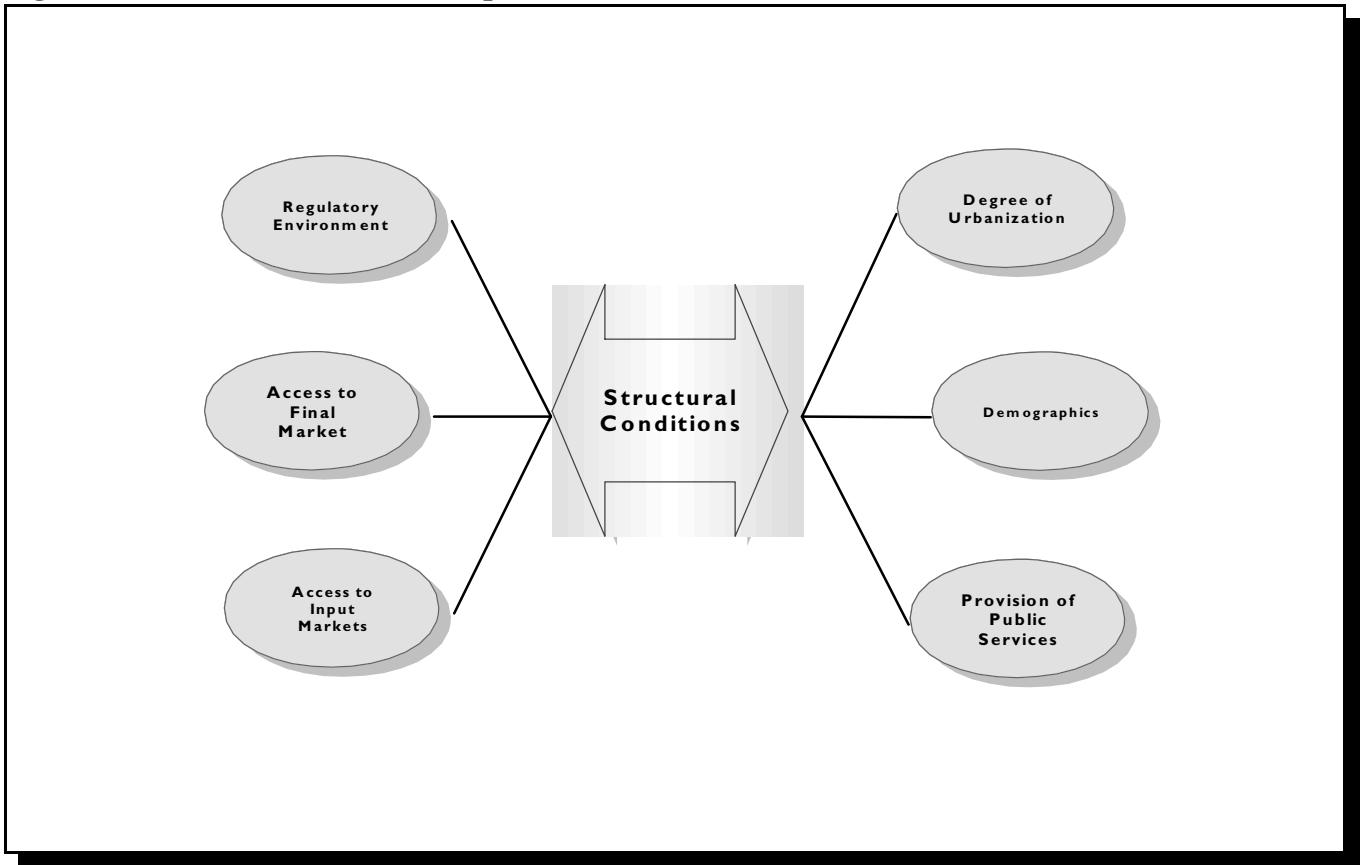 Regulatory
Environment
Access to
Final
Market
Access to
Input
Markets
Structural
Conditions
Degree of
Urbanization
Demographics
Provision of
Public
Services